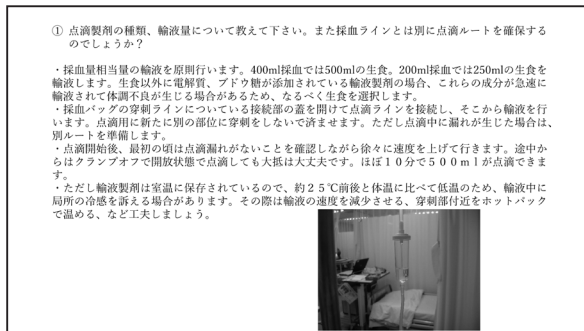 ① 点滴製剤の種類、輸液量について教えて下さい。また採血ラインとは別に点滴ルートを確保する
のでしょうか？
・採血量相当量の輸液を原則行います。400ml採血では500mlの生食。200ml採血では250mlの生食を
輸液します。生食以外に電解質、ブドウ糖が添加されている輸液製剤の場合、これらの成分が急速に
輸液されて体調不良が生じる場合があるため、なるべく生食を選択します。
・採血バッグの穿刺ラインについている接続部の蓋を開けて点滴ラインを接続し、そこから輸液を行
います。点滴用に新たに別の部位に穿刺をしないで済ませます。ただし点滴中に漏れが生じた場合は、
別ルートを準備します。
・点滴開始後、最初の頃は点滴漏れがないことを確認しながら徐々に速度を上げて行きます。途中か
らはクランプオフで開放状態で点滴しても大抵は大丈夫です。ほぼ１０分で５００ｍｌが点滴できま
す。
・ただし輸液製剤は室温に保存されているので、約２５℃前後と体温に比べて低温のため、輸液中に
局所の冷感を訴える場合があります。その際は輸液の速度を減少させる、穿刺部付近をホットパック
で温める、など工夫しましょう。